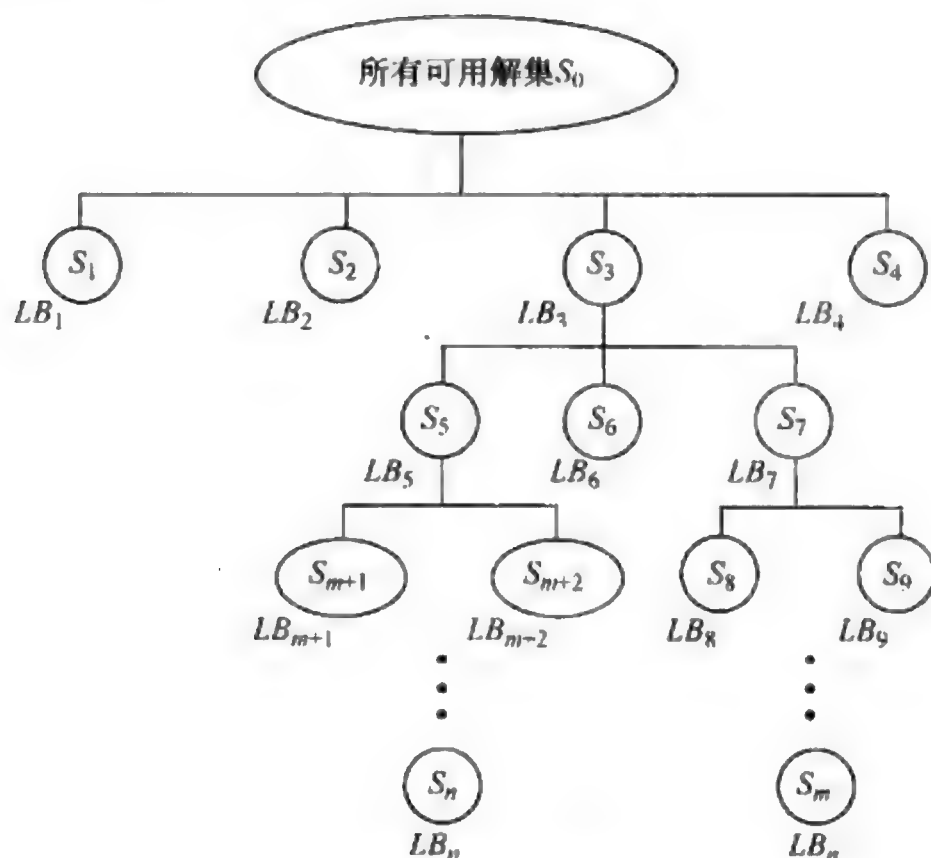 所有可用解集S₀
S₁ S₂ S₃ S₄
LB₁ LB₂ LB₃ LB₄
S₅ S₆ S₇
LB₅ LB₆ LB₇
Sₘ₊₁ Sₘ₊₂ S₈ S₉
LBₘ₊₁ LBₘ₊₂ LB₈ LB₉
Sₙ Sₘ
LBₙ